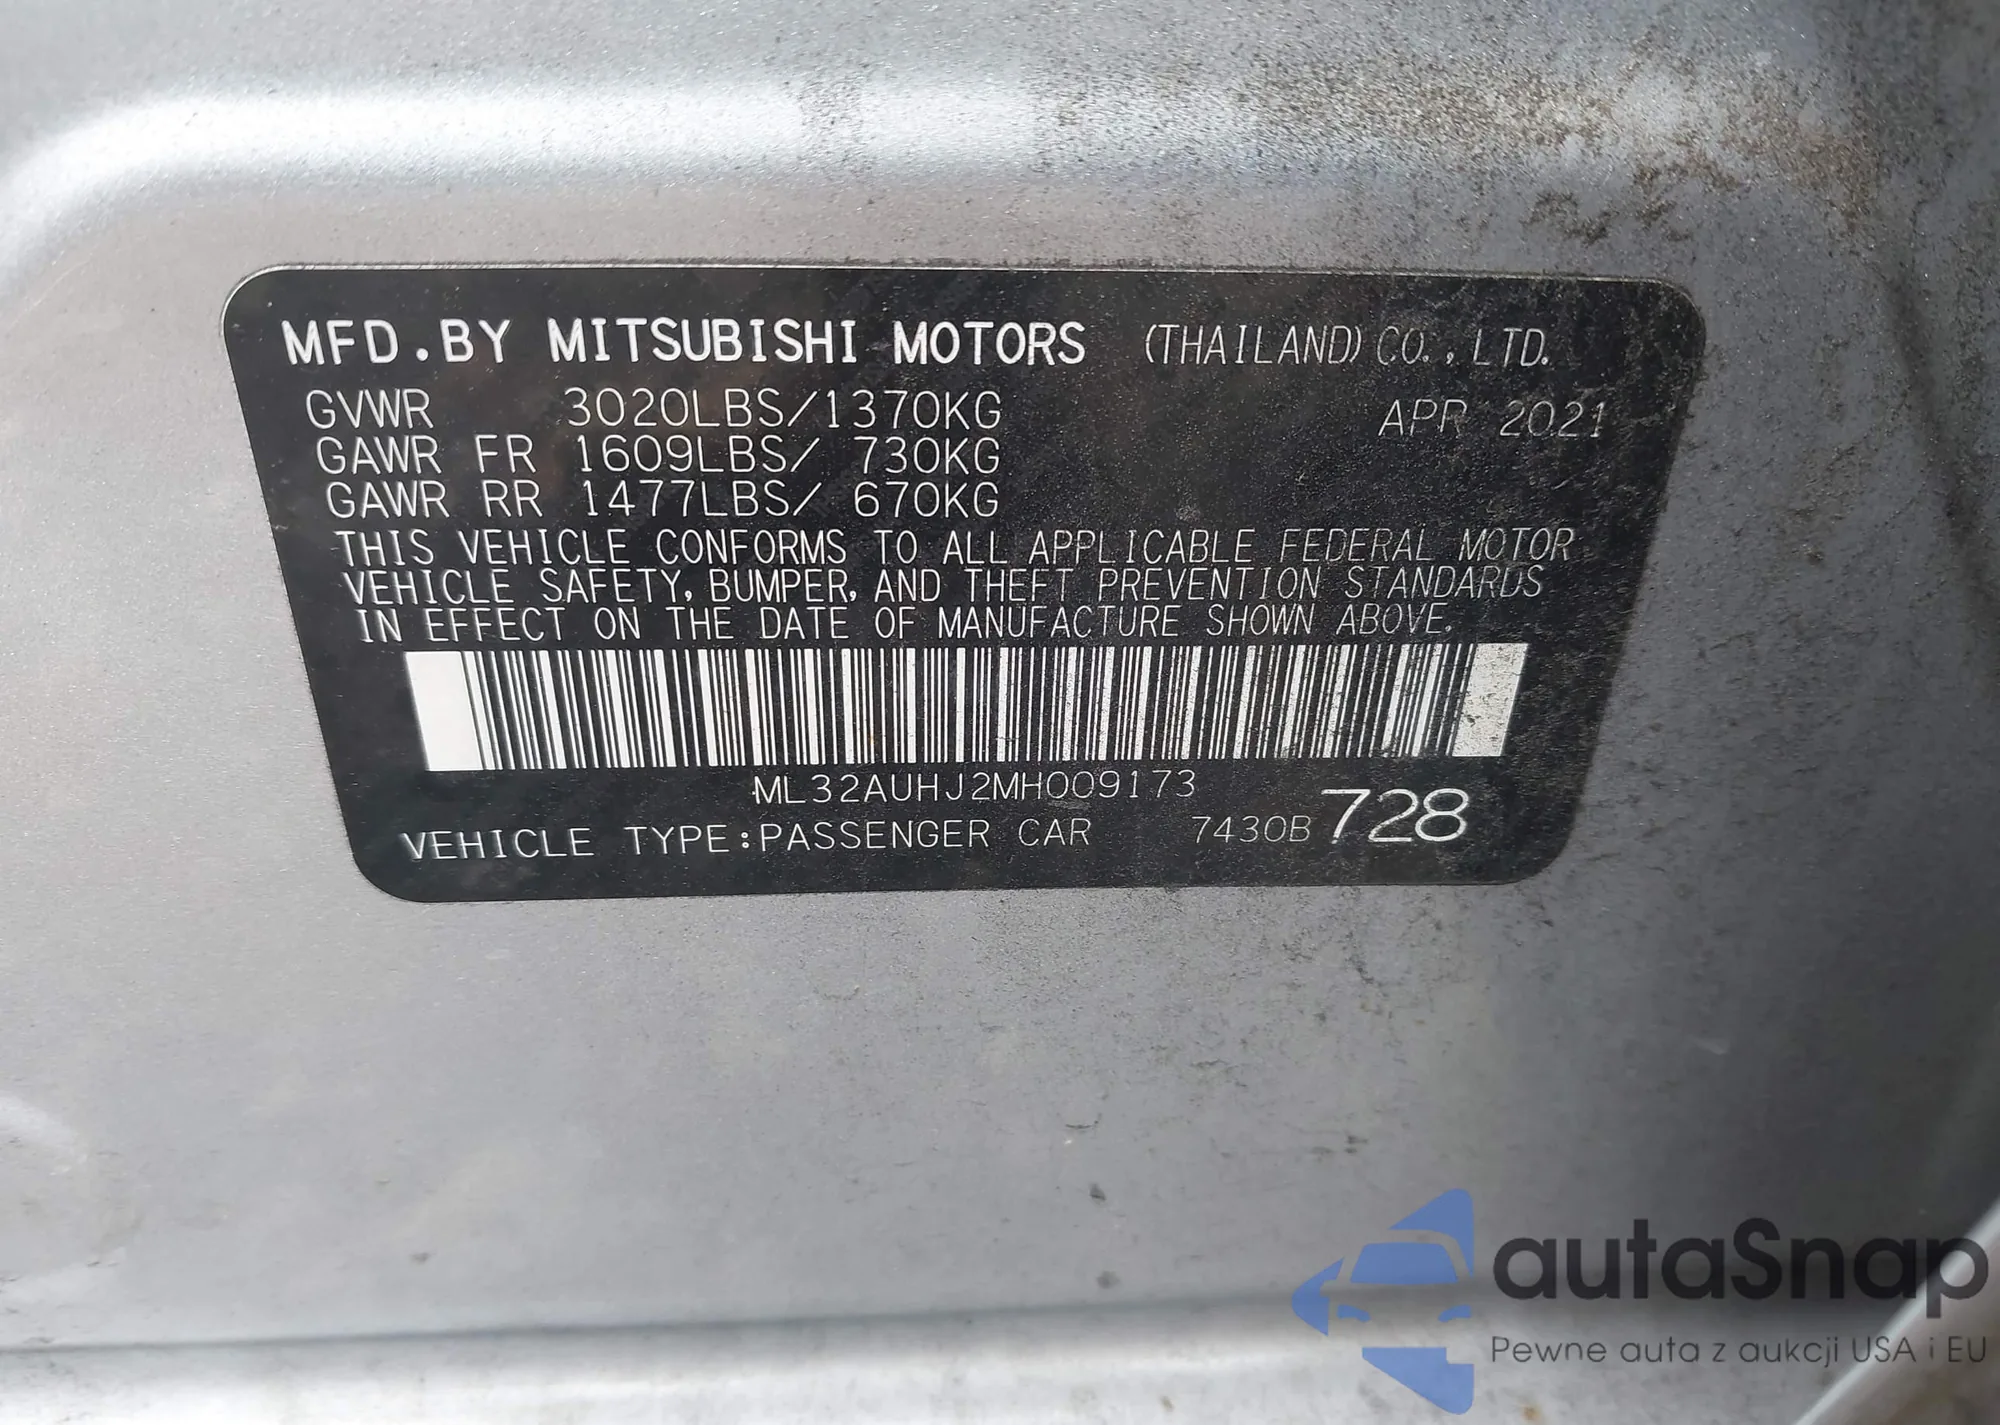 MFD.BY MITSUBISHI MOTORS (THAILAND) CO., LTD.
GVWR 3020LBS/1370KG APR 2021
GAWR FR 1609LBS/ 730KG
GAWR RR 1477LBS/ 670KG
THIS VEHICLE CONFORMS TO ALL APPLICABLE FEDERAL MOTOR
VEHICLE SAFETY, BUMPER, AND THEFT PREVENTION STANDARDS
IN EFFECT ON THE DATE OF MANUFACTURE SHOWN ABOVE.
ML32AUHJ2MH009173
VEHICLE TYPE:PASSENGER CAR 7430B 728
autaSnap
Pewne auta z aukcji USA i EU